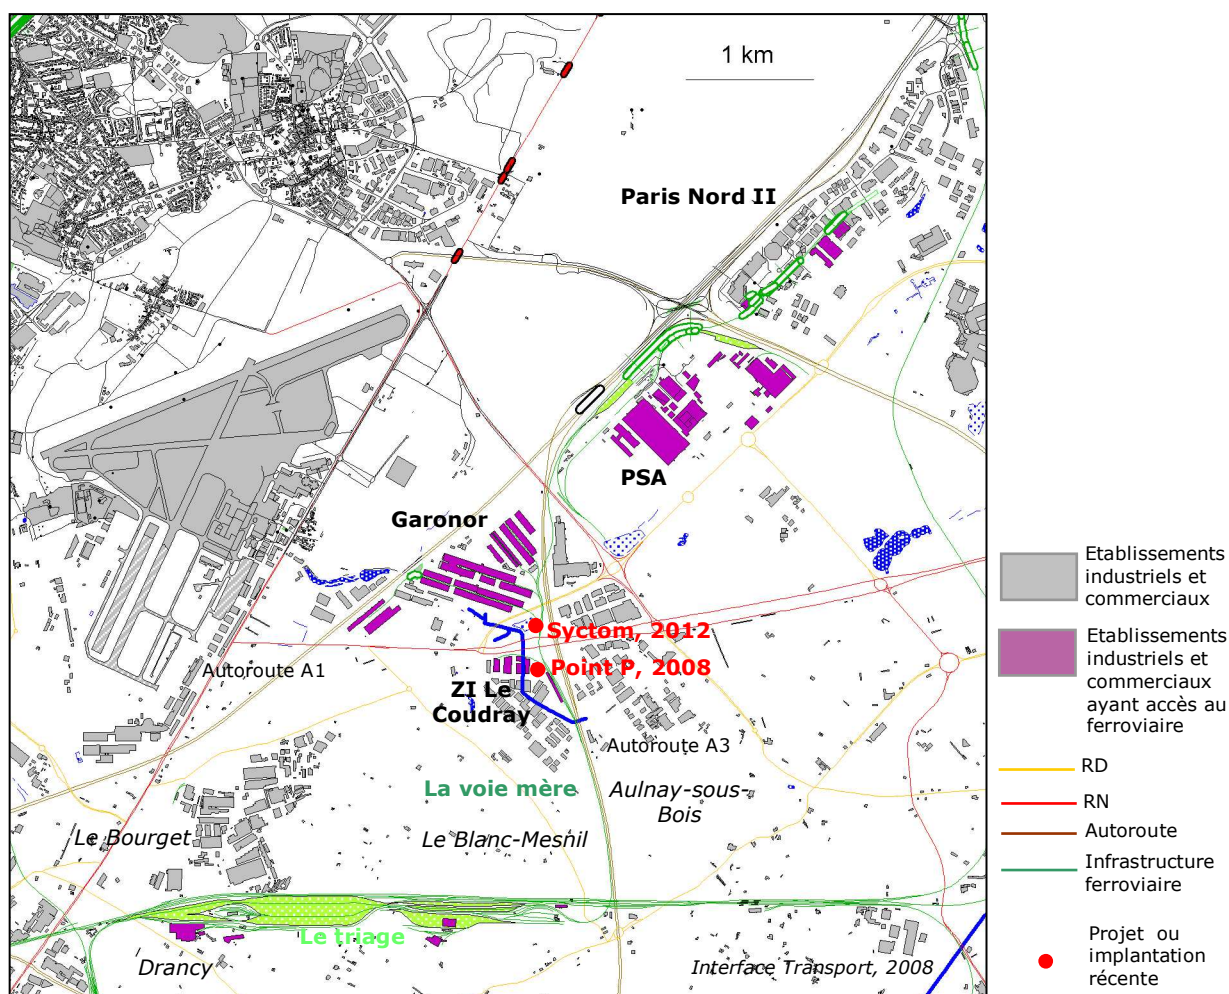 1 km
Paris Nord II
PSA
Garonor
Syctom, 2012
Point P, 2008
Autoroute A1
ZI Le
Coudray
Autoroute A3
La voie mère
Aulnay-sous-
Bois
Le Bourget
Le Blanc-Mesnil
Le triage
Drancy
Interface Transport, 2008
Etablissements
industriels et
commerciaux
Etablissements
industriels et
commerciaux
ayant accès au
ferroviaire
RD
RN
Autoroute
Infrastructure
ferroviaire
Projet ou
implantation
récente